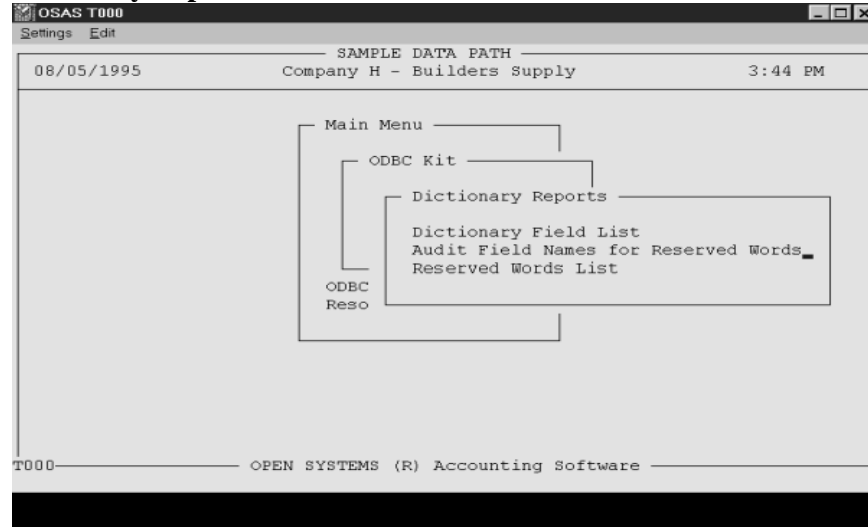 OSAS T000
Settings Edit
SAMPLE DATA PATH
08/05/1995 Company H – Builders Supply 3:44 PM
Main Menu
ODBC Kit
Dictionary Reports
Dictionary Field List
Audit Field Names for Reserved Words
Reserved Words List
ODBC
Reso
T000 OPEN SYSTEMS (R) Accounting Software